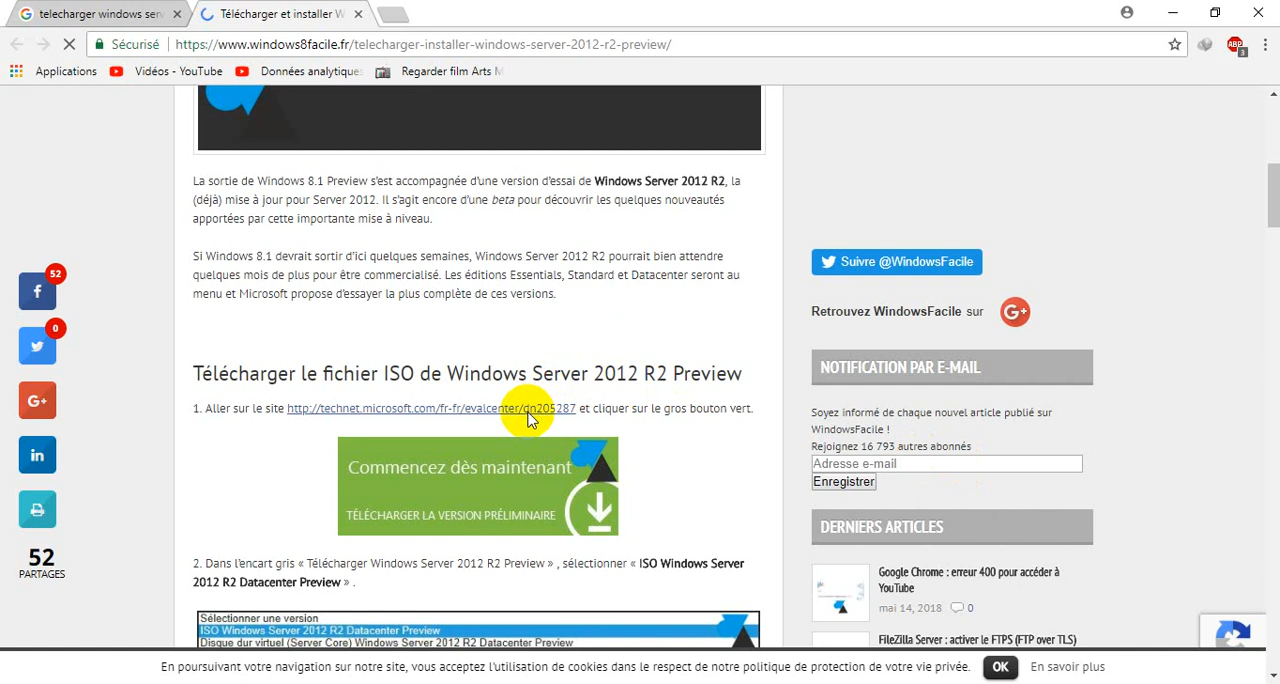 telecharger windows serv
Télécharger et installer W
Sécurisé
https://www.windows8facile.fr/telecharger-installer-windows-server-2012-r2-preview/
ABP
3
Applications
Vidéos - YouTube
Données analytiques
Regarder film Arts M
La sortie de Windows 8.1 Preview s'est accompagnée d'une version d'essai de Windows Server 2012 R2, la
(déjà) mise à jour pour Server 2012. Il s'agit encore d'une beta pour découvrir les quelques nouveautés
apportées par cette importante mise à niveau.
Si Windows 8.1 devrait sortir d'ici quelques semaines, Windows Server 2012 R2 pourrait bien attendre
quelques mois de plus pour être commercialisé. Les éditions Essentials, Standard et Datacenter seront au
menu et Microsoft propose d'essayer la plus complète de ces versions.
Télécharger le fichier ISO de Windows Server 2012 R2 Preview
1. Aller sur le site http://technet.microsoft.com/fr-fr/evalcenter/dn205287 et cliquer sur le gros bouton vert.
Commencez dès maintenant
TÉLÉCHARGER LA VERSION PRÉLIMINAIRE
2. Dans l'encart gris « Télécharger Windows Server 2012 R2 Preview » , sélectionner « ISO Windows Server
2012 R2 Datacenter Preview » .
Sélectionner une version
ISO Windows Server 2012 R2 Datacenter Preview
Disque dur virtuel (Server Core) Windows Server 2012 R2 Datacenter Preview
52
f
0
G+
in
52
PARTAGES
Suivre @WindowsFacile
Retrouvez WindowsFacile sur
G+
NOTIFICATION PAR E-MAIL
Soyez informé de chaque nouvel article publié sur
WindowsFacile !
Rejoignez 16 793 autres abonnés
Adresse e-mail
Enregistrer
DERNIERS ARTICLES
Google Chrome : erreur 400 pour accéder à
YouTube
mai 14, 2018
0
FileZilla Server : activer le FTPS (FTP over TLS)
En poursuivant votre navigation sur notre site, vous acceptez l'utilisation de cookies dans le respect de notre politique de protection de votre vie privée.
OK
En savoir plus